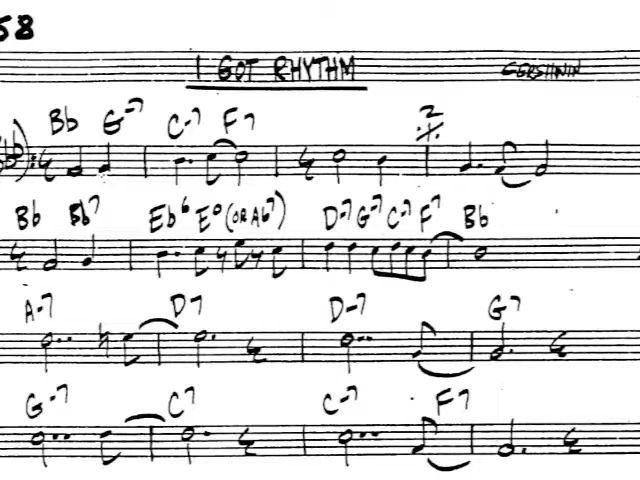 58
I GOT RHYTHM GERSHWIN
Bb G-7 C-7 F7 2
Bb Bb7 Eb6 Eo (OR Ab7) D-7 G-7 C-7 F7 Bb
A-7 D7 D-7 G7
G-7 C7 C-7 F7